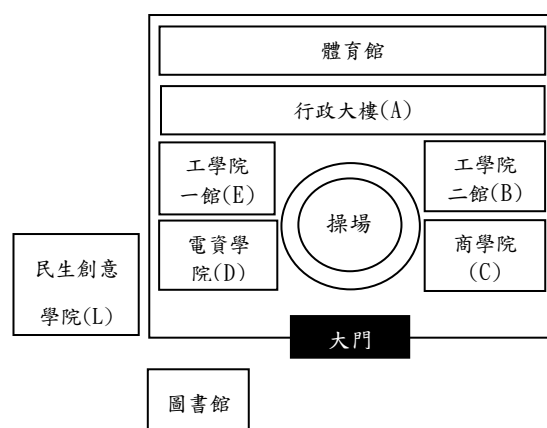 體育館
行政大樓(A)
工學院
一館(E)
工學院
二館(B)
操場
電資學
院(D)
商學院
(C)
民生創意
學院(L)
大門
圖書館